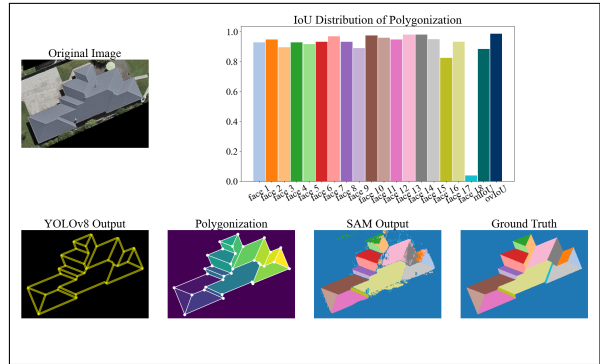 IoU Distribution of Polygonization
Original Image
1.0
0.8
0.6
0.4
0.2
0.0
face 1
face 2
face 3
face 4
face 5
face 6
face 7
face 8
face 9
face 10
face 11
face 12
face 13
face 14
face 15
face 16
face 17
face 18
mIoU
ovIoU
YOLOv8 Output
Polygonization
SAM Output
Ground Truth